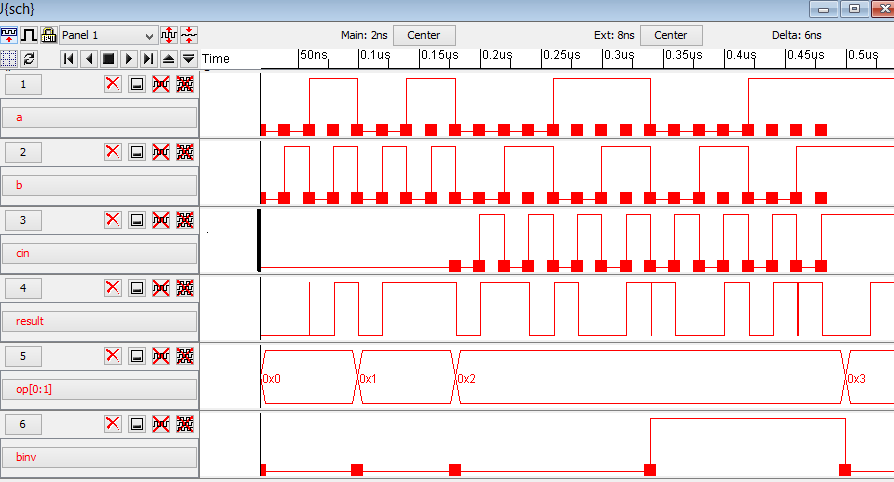 J{sch}
Panel 1
Main: 2ns
Center
Ext: 8ns
Center
Delta: 6ns
Time
50ns
0.1us
0.15us
0.2us
0.25us
0.3us
0.35us
0.4us
0.45us
0.5us
1
a
2
b
3
cin
4
result
5
op[0:1]
0x0
0x1
0x2
0x3
6
binv